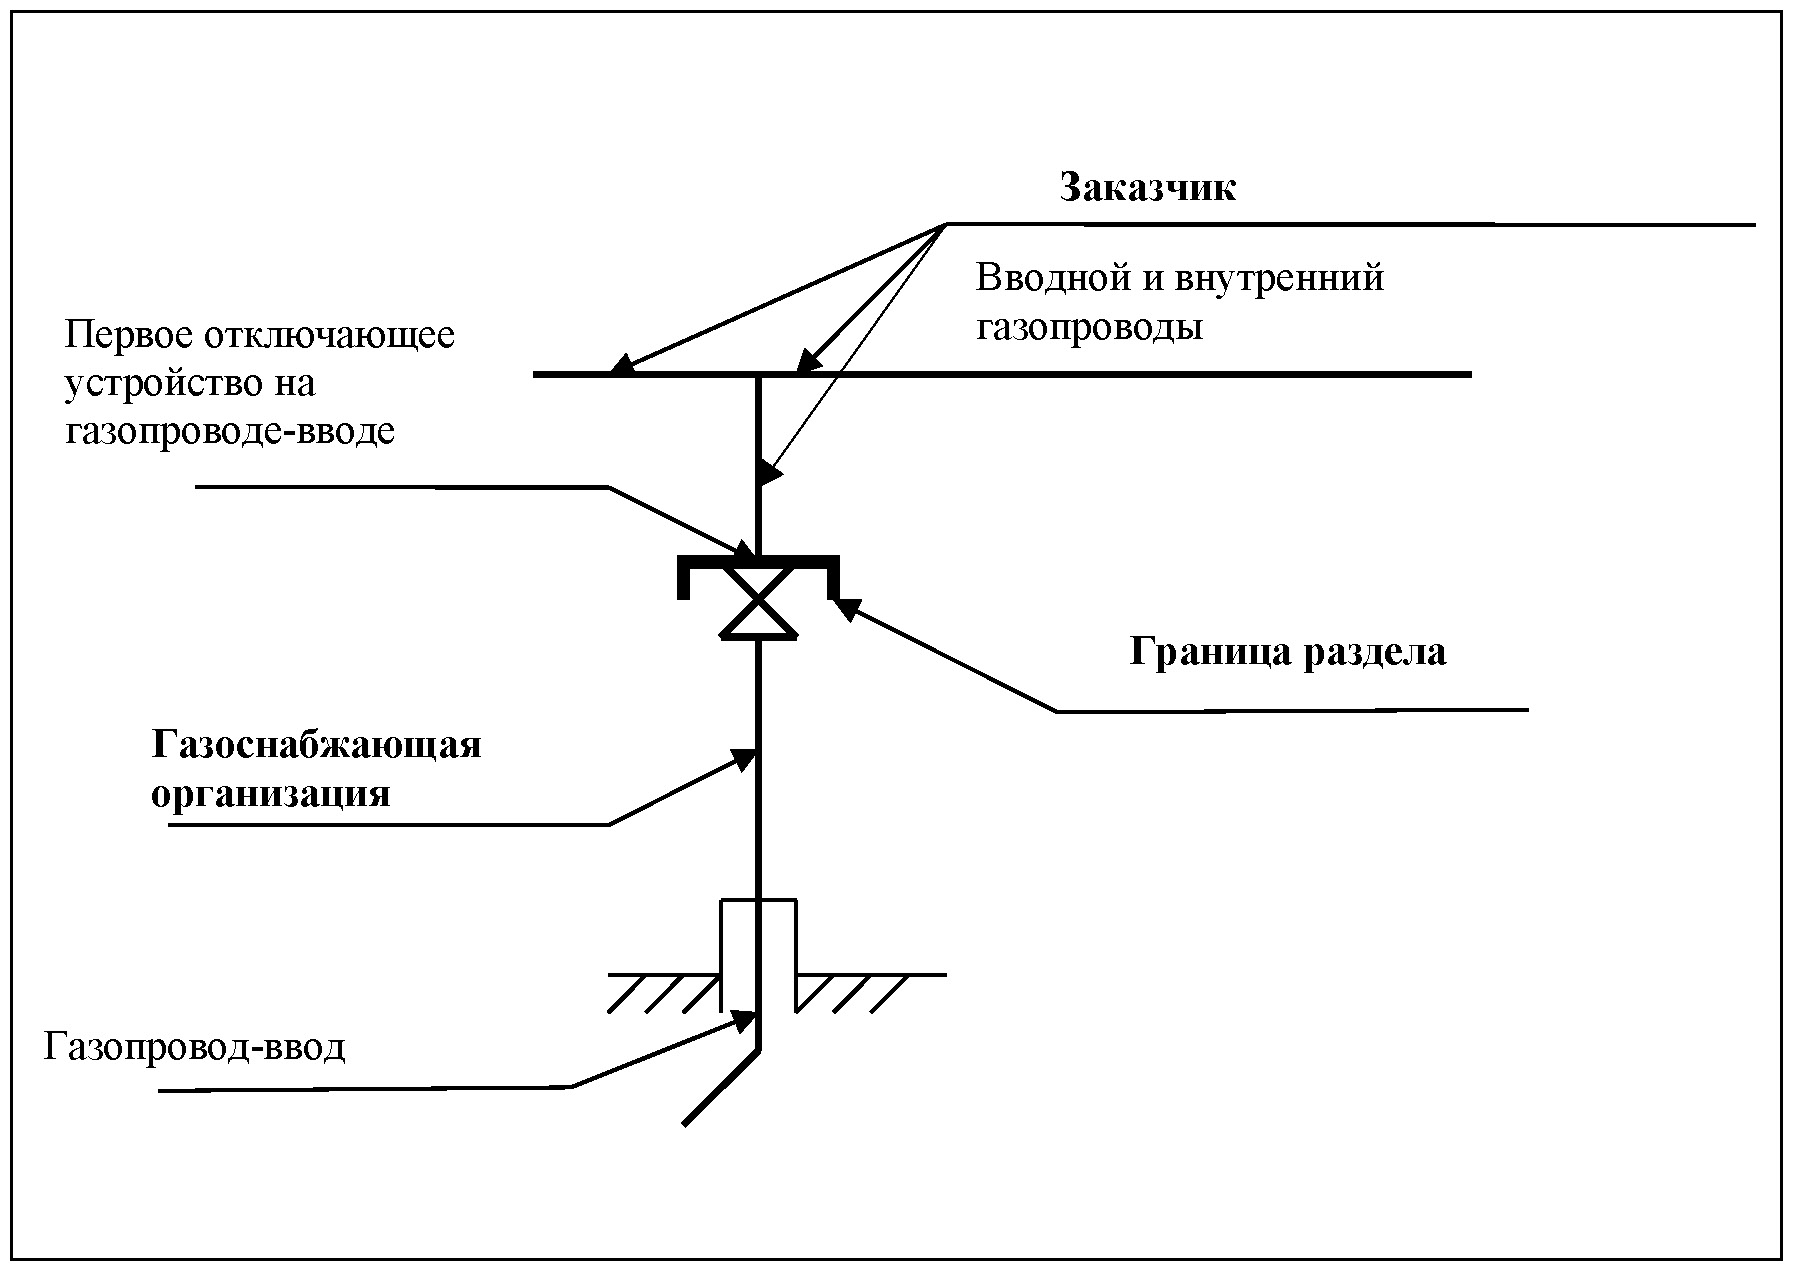 Заказчик
Вводной и внутренний
газопроводы
Первое отключающее
устройство на
газопроводе-вводе
Граница раздела
Газоснабжающая
организация
Газопровод-ввод